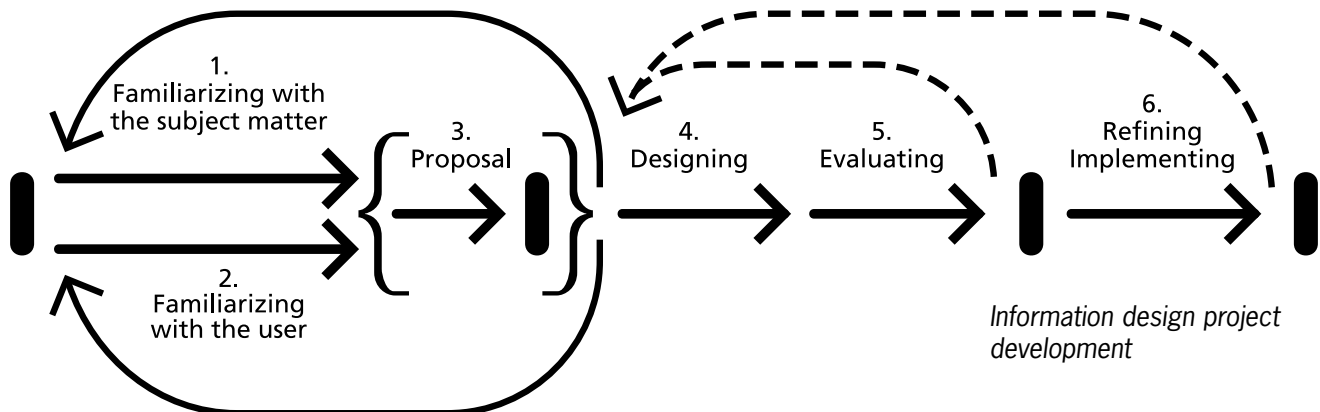 1.
Familiarizing with
the subject matter
2.
Familiarizing
with the user
3.
Proposal
4.
Designing
5.
Evaluating
6.
Refining
Implementing
Information design project
development